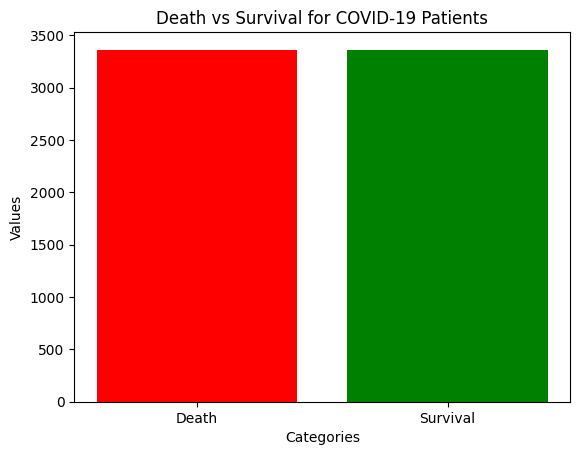 Death vs Survival for COVID-19 Patients
3500
3000
2500
2000
1500
1000
500
0
Values
Death Survival
Categories